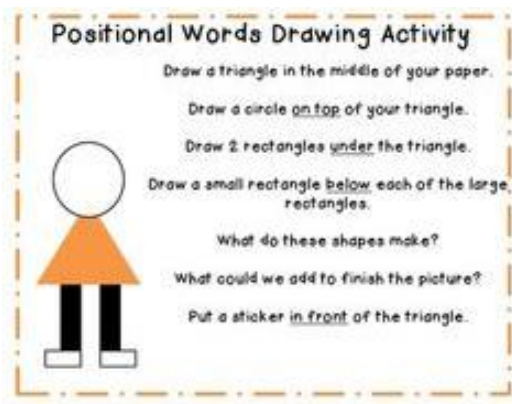 Positional Words Drawing Activity
Draw a triangle in the middle of your paper.
Draw a circle on top of your triangle.
Draw 2 rectangles under the triangle.
Draw a small rectangle below each of the large
rectangles.
What do these shapes make?
What could we add to finish the picture?
Put a sticker in front of the triangle.